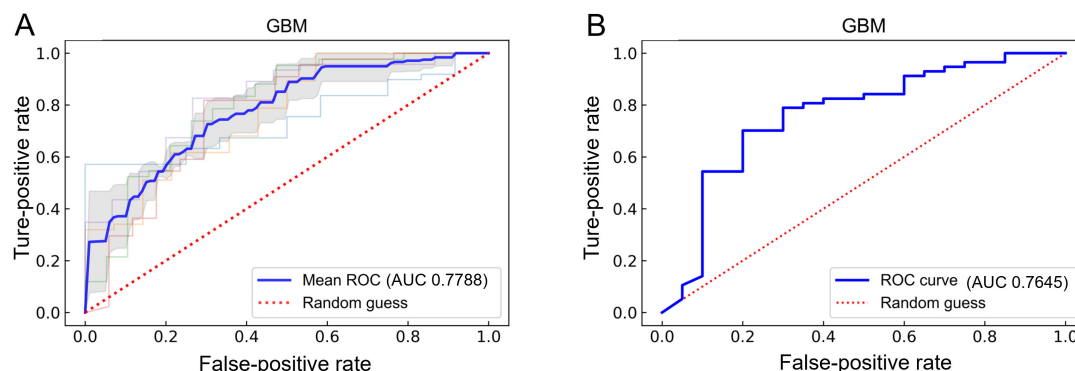 A
GBM
Ture-positive rate
1.0
0.8
0.6
0.4
0.2
0.0
Mean ROC (AUC 0.7788)
Random guess
0.0 0.2 0.4 0.6 0.8 1.0
False-positive rate
B
GBM
Ture-positive rate
1.0
0.8
0.6
0.4
0.2
0.0
ROC curve (AUC 0.7645)
Random guess
0.0 0.2 0.4 0.6 0.8 1.0
False-positive rate